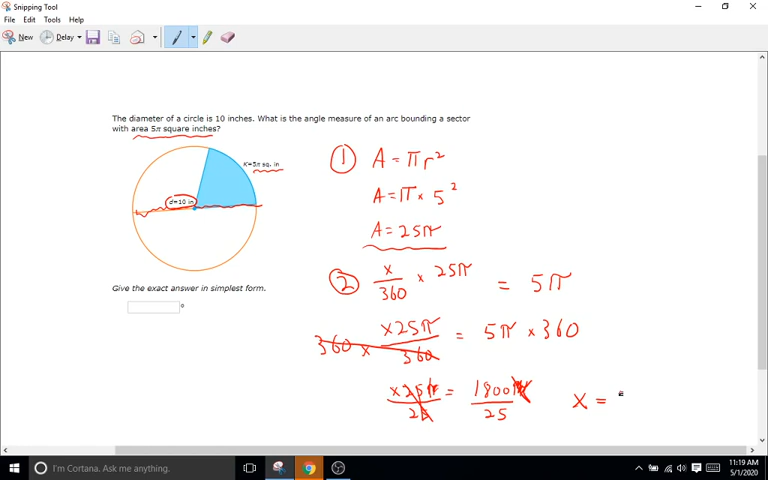 Snipping Tool
File Edit Tools Help
New Delay
The diameter of a circle is 10 inches. What is the angle measure of an arc bounding a sector
with area 5π square inches?
K=5π sq. in
d=10 in
Give the exact answer in simplest form.
°
① A = πr²
A = π × 5²
A = 25π
② x/360 × 25π = 5π
360 × x25π/360 = 5π × 360
x25π/25 = 1800π/25 x =
I'm Cortana. Ask me anything.
11:19 AM
5/1/2020